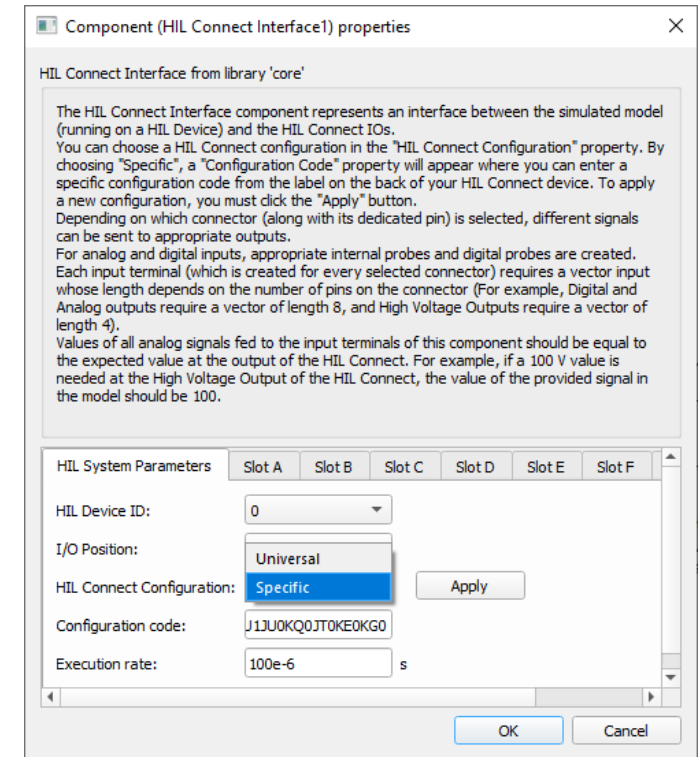 Component (HIL Connect Interface1) properties
HIL Connect Interface from library 'core'
The HIL Connect Interface component represents an interface between the simulated model
(running on a HIL Device) and the HIL Connect IOs.
You can choose a HIL Connect configuration in the "HIL Connect Configuration" property. By
choosing "Specific", a "Configuration Code" property will appear where you can enter a
specific configuration code from the label on the back of your HIL Connect device. To apply
a new configuration, you must click the "Apply" button.
Depending on which connector (along with its dedicated pin) is selected, different signals
can be sent to appropriate outputs.
For analog and digital inputs, appropriate internal probes and digital probes are created.
Each input terminal (which is created for every selected connector) requires a vector input
whose length depends on the number of pins on the connector (For example, Digital and
Analog outputs require a vector of length 8, and High Voltage Outputs require a vector of
length 4).
Values of all analog signals fed to the input terminals of this component should be equal to
the expected value at the output of the HIL Connect. For example, if a 100 V value is
needed at the High Voltage Output of the HIL Connect, the value of the provided signal in
the model should be 100.
HIL System Parameters Slot A Slot B Slot C Slot D Slot E Slot F
HIL Device ID: 0
I/O Position:
Universal
HIL Connect Configuration: Specific Apply
Configuration code: J1JU0KQ0JT0KE0KG0
Execution rate: 100e-6 s
OK Cancel